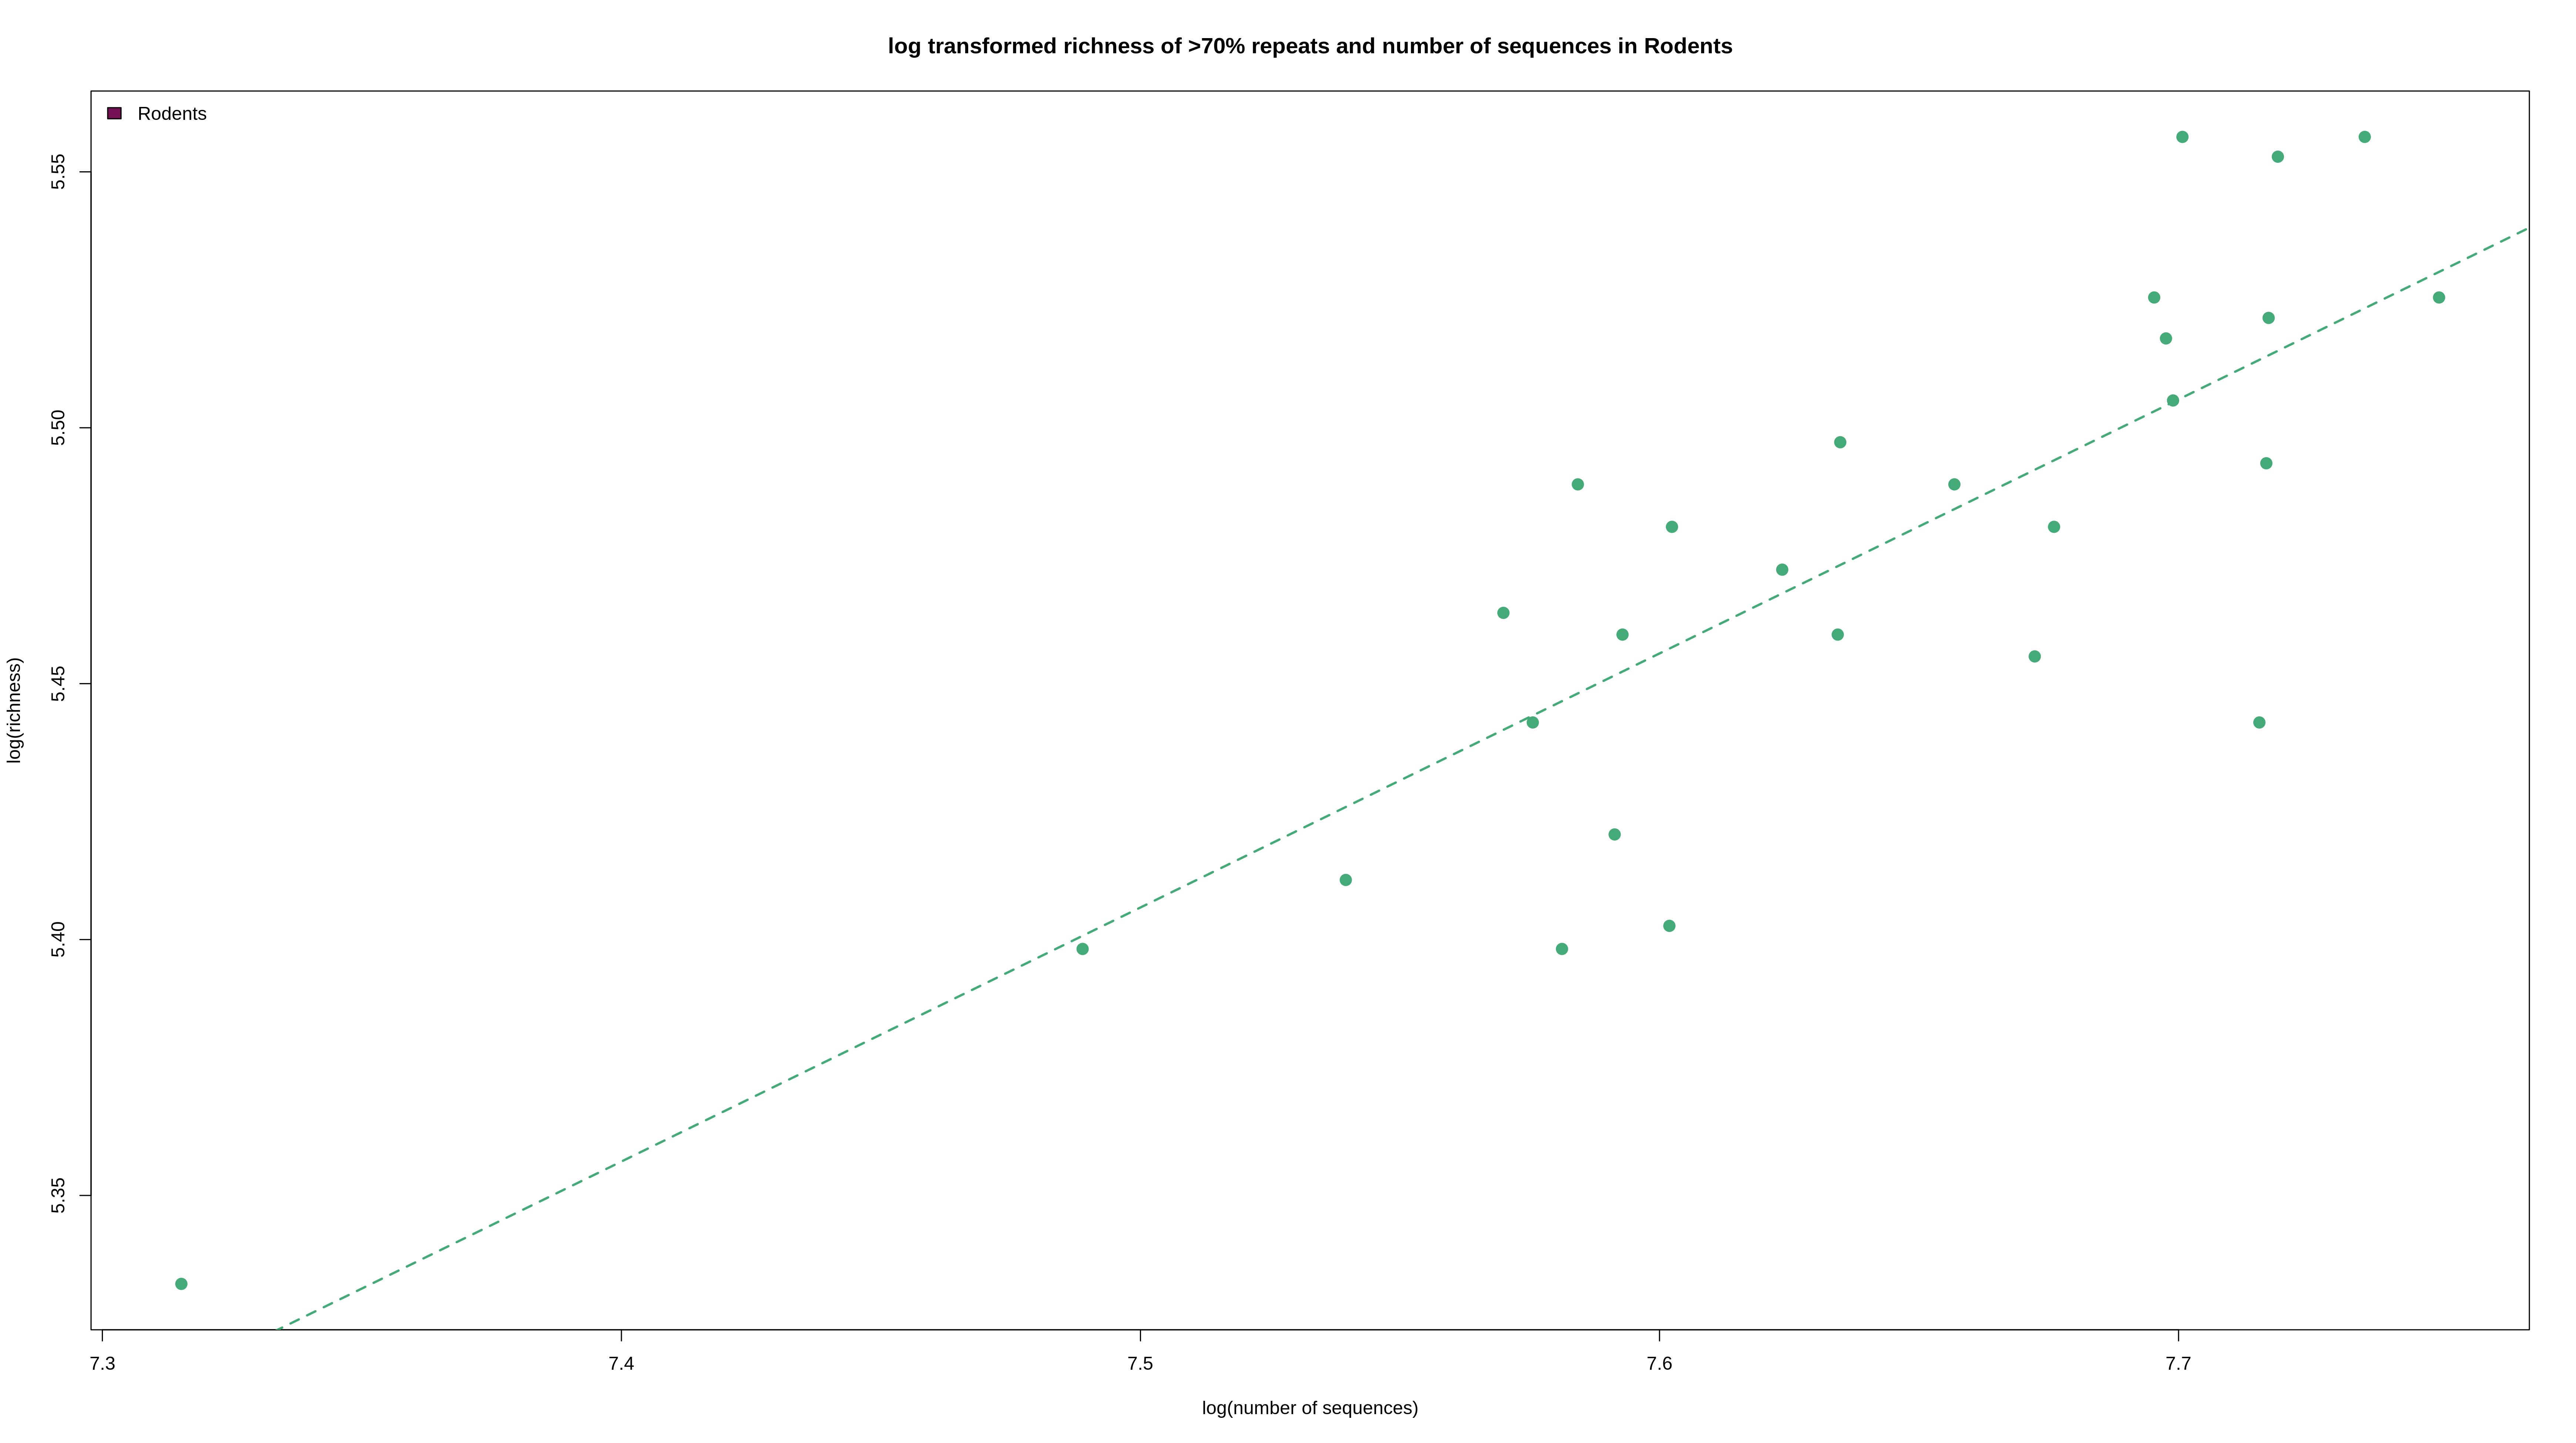 log transformed richness of >70% repeats and number of sequences in Rodents
Rodents
5.55
5.50
5.45
5.40
5.35
log(richness)
7.3 7.4 7.5 7.6 7.7
log(number of sequences)